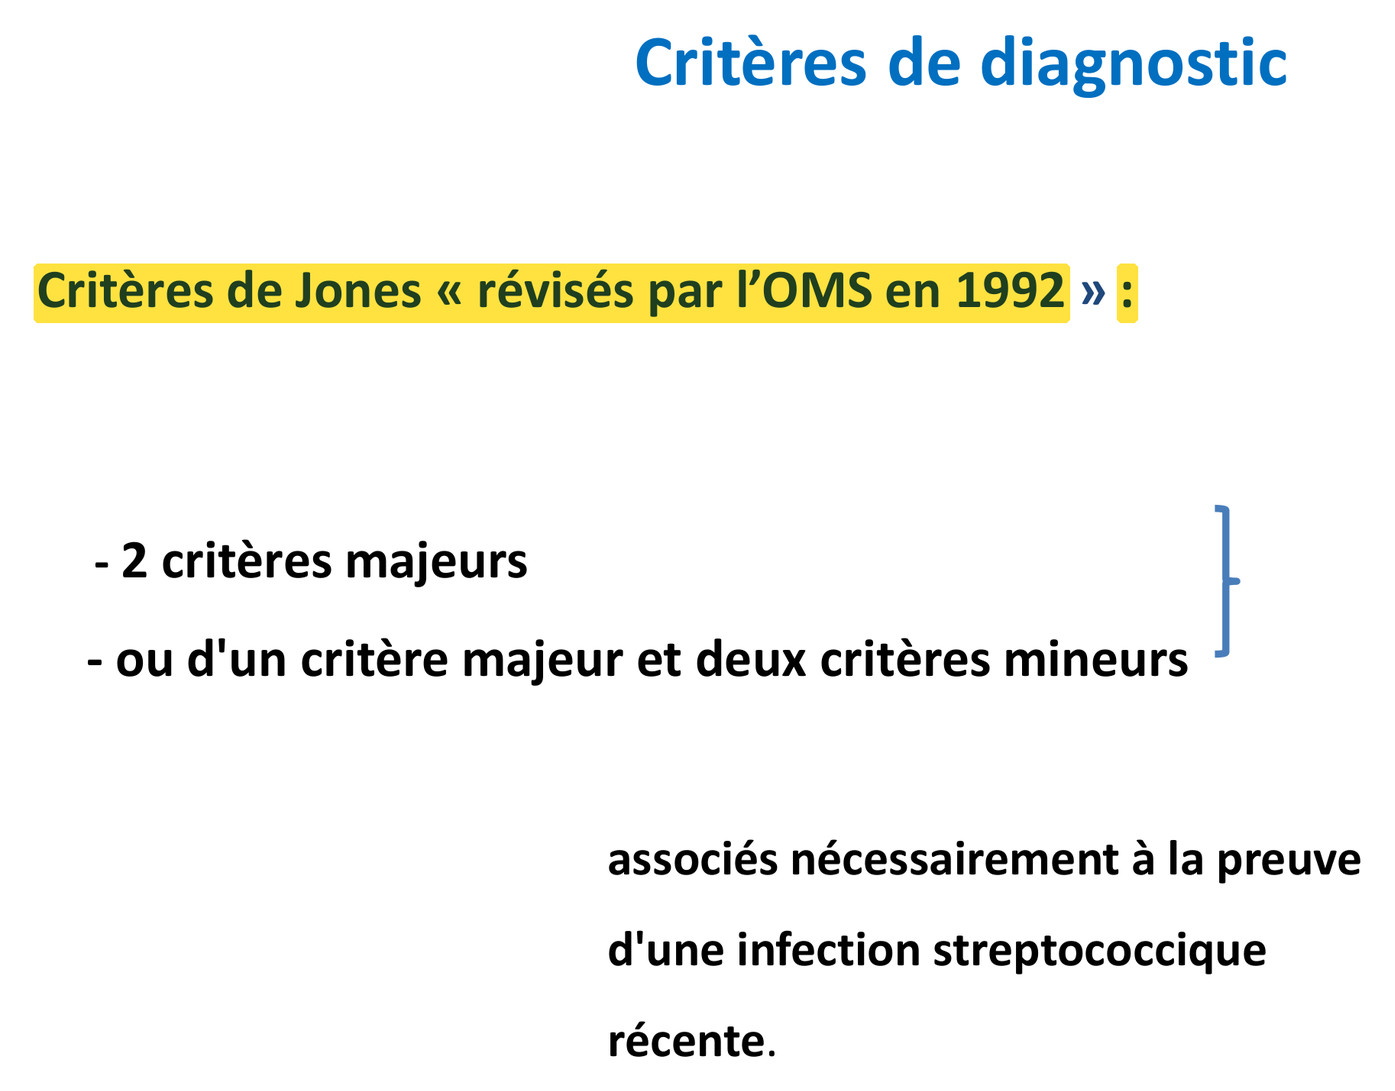 Critères de diagnostic
Critères de Jones « révisés par l’OMS en 1992 » :
- 2 critères majeurs
- ou d'un critère majeur et deux critères mineurs
associés nécessairement à la preuve
d'une infection streptococcique
récente.